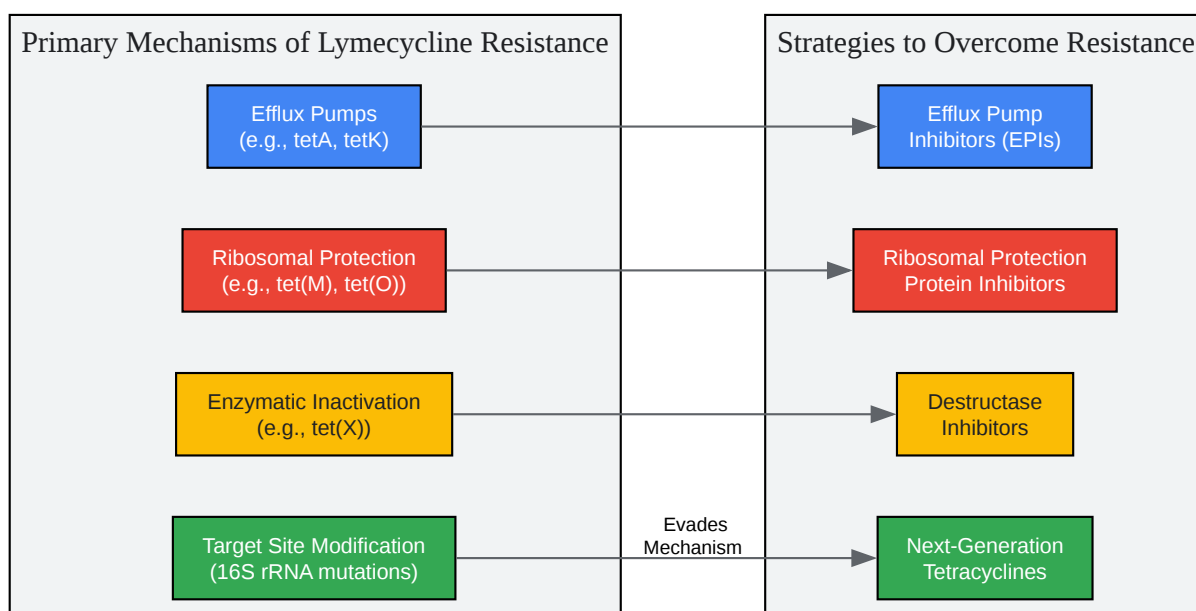 Primary Mechanisms of Lymecycline Resistance
Strategies to Overcome Resistance
Efflux Pumps
(e.g., tetA, tetK)
Efflux Pump
Inhibitors (EPIs)
Ribosomal Protection
(e.g., tet(M), tet(O))
Ribosomal Protection
Protein Inhibitors
Enzymatic Inactivation
(e.g., tet(X))
Destructase
Inhibitors
Target Site Modification
(16S rRNA mutations)
Evades
Mechanism
Next-Generation
Tetracyclines